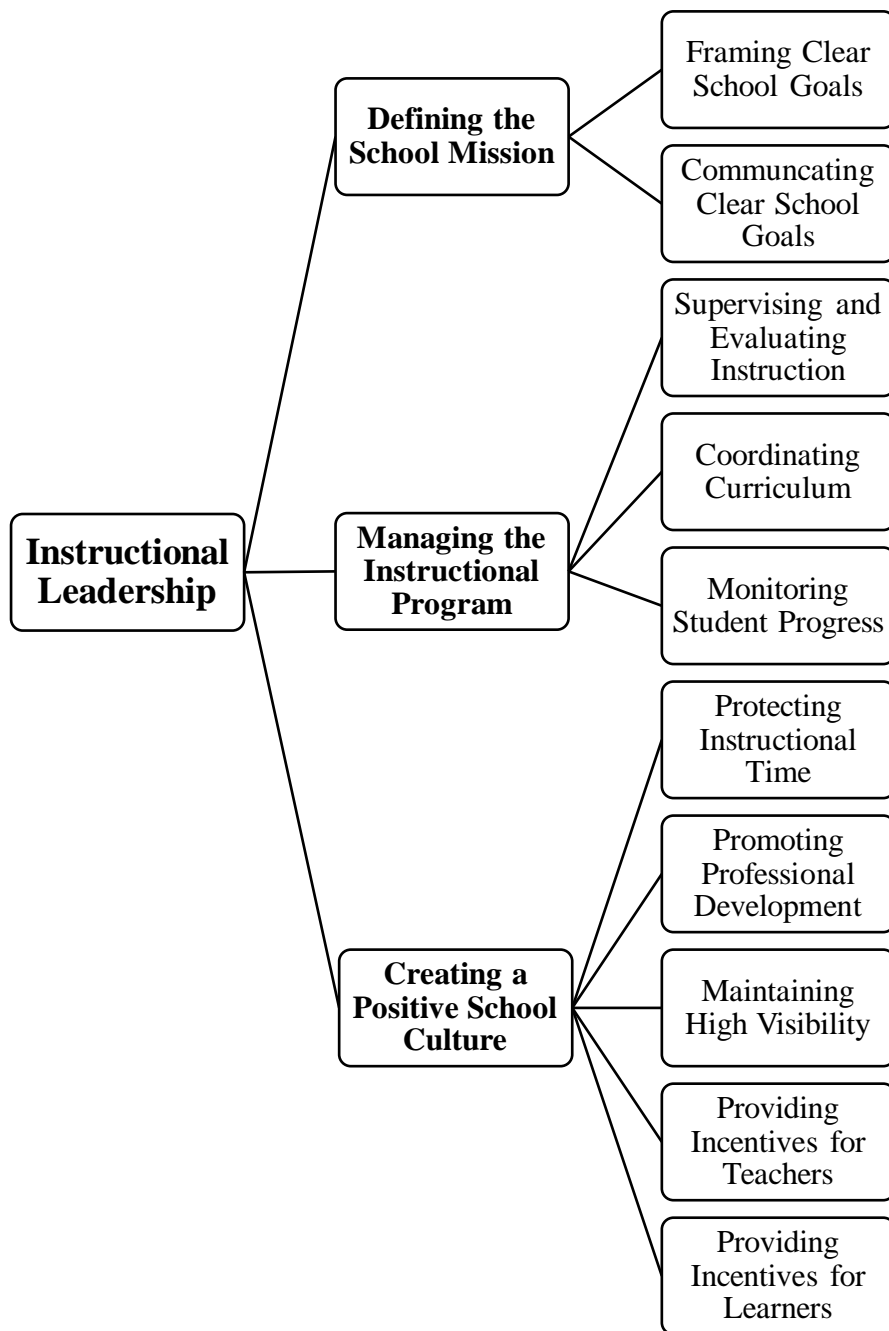 Instructional
Leadership
Defining the
School Mission
Framing Clear
School Goals
Communcating
Clear School
Goals
Managing the
Instructional
Program
Supervising and
Evaluating
Instruction
Coordinating
Curriculum
Monitoring
Student Progress
Creating a
Positive School
Culture
Protecting
Instructional
Time
Promoting
Professional
Development
Maintaining
High Visibility
Providing
Incentives for
Teachers
Providing
Incentives for
Learners